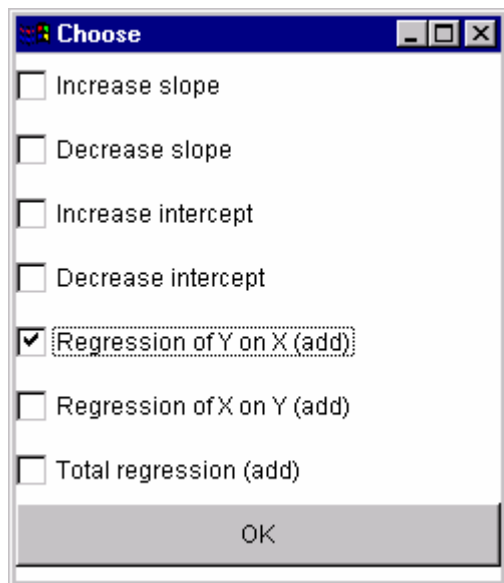 Choose
Increase slope
Decrease slope
Increase intercept
Decrease intercept
Regression of Y on X (add)
Regression of X on Y (add)
Total regression (add)
OK